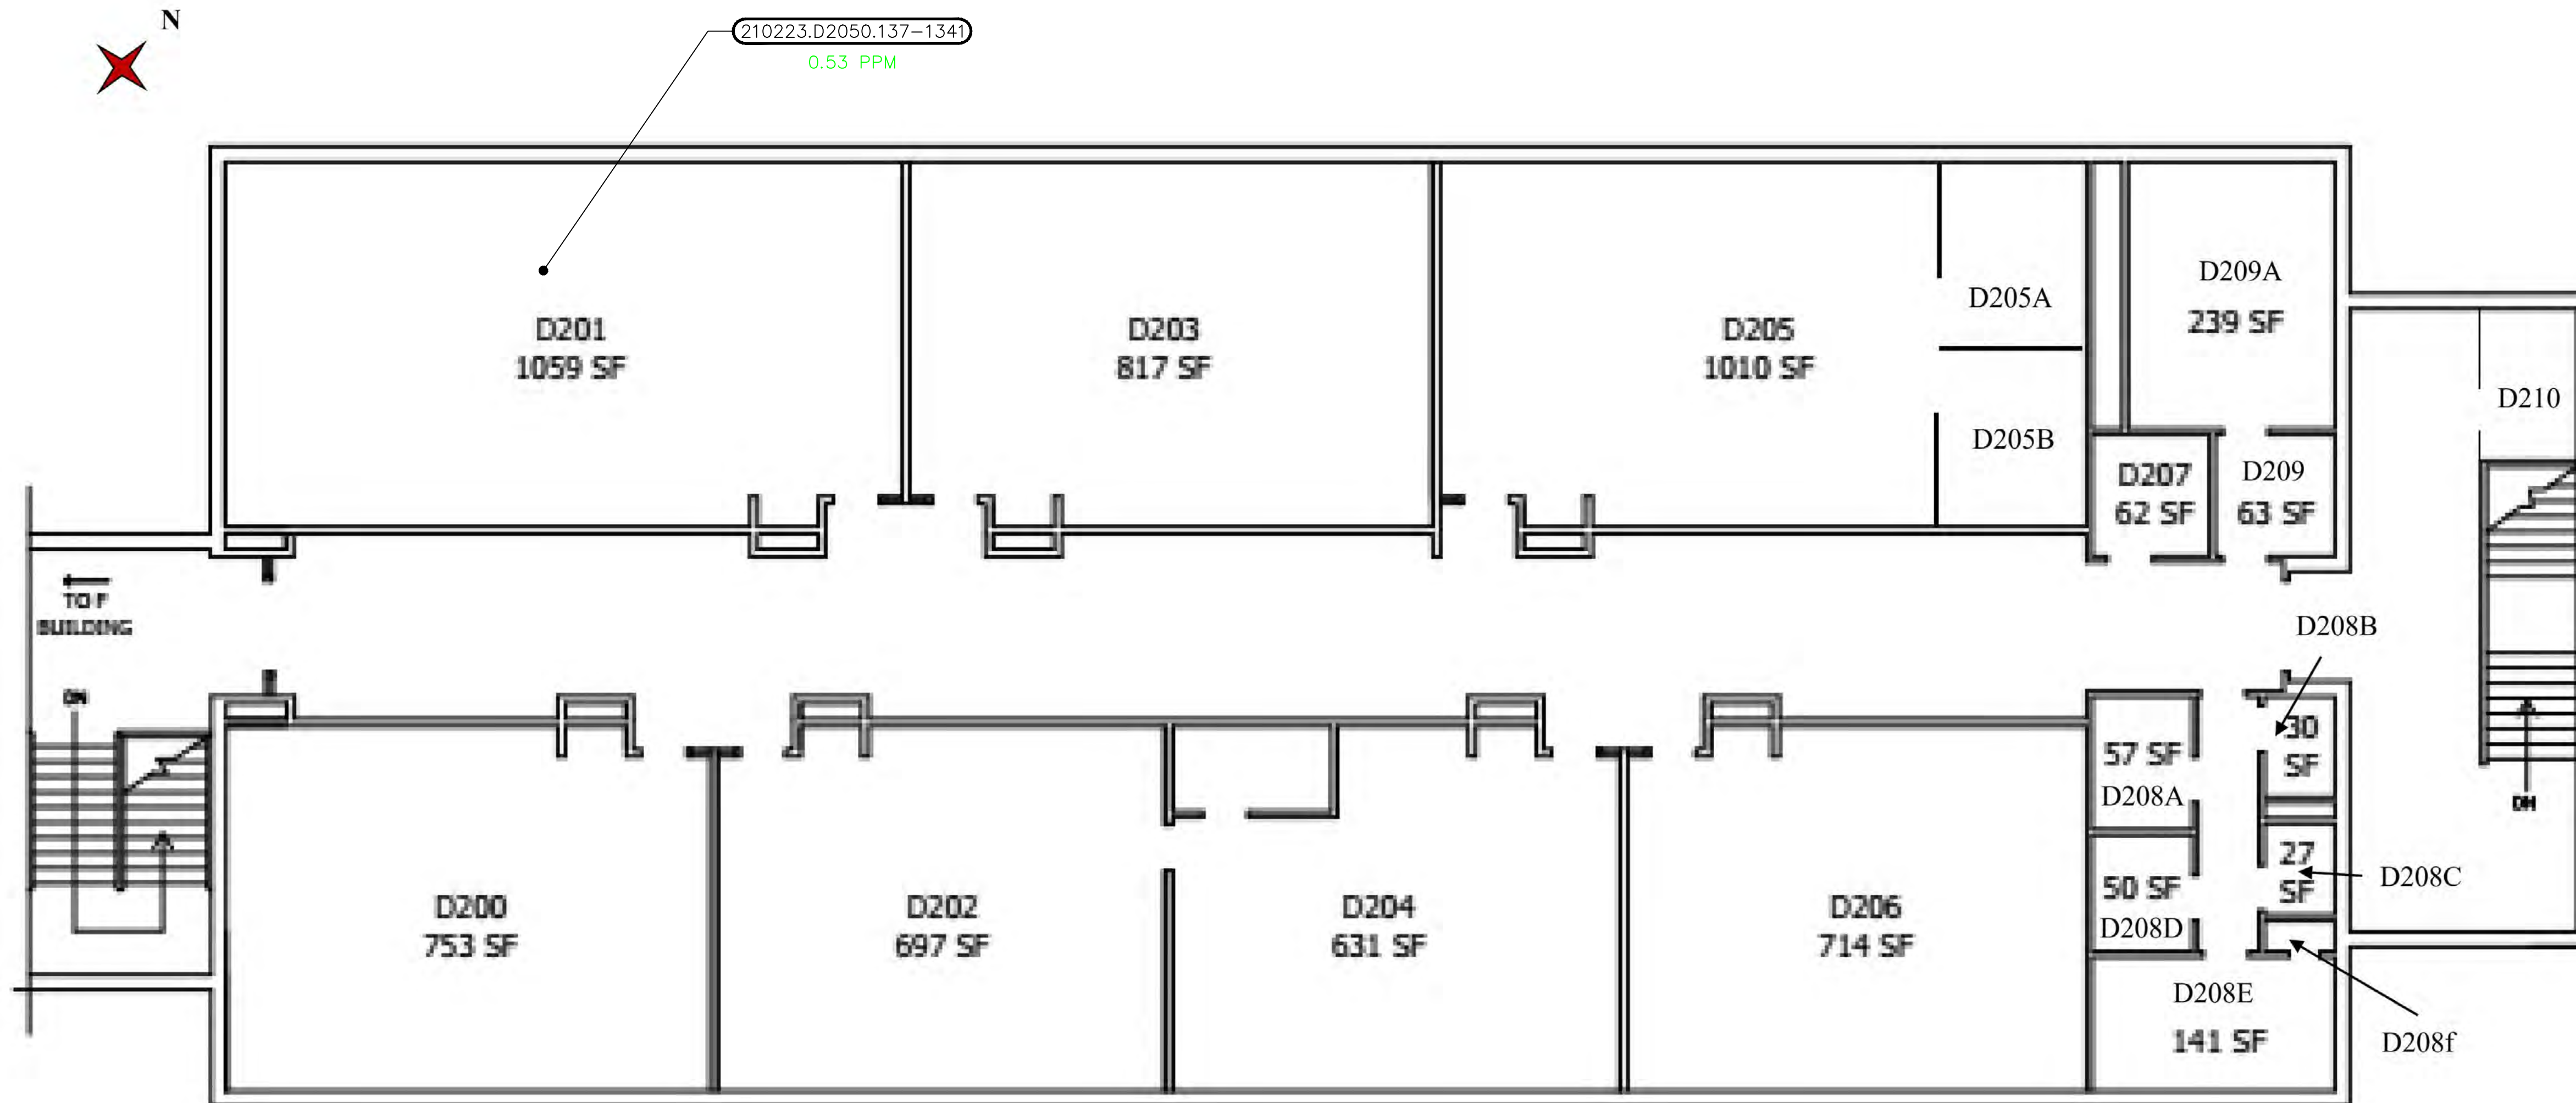 N
210223.D2050.137-1341
0.53 PPM
D201
1059 SF
D203
817 SF
D205
1010 SF
D205A
D205B
D209A
239 SF
D207
62 SF
D209
63 SF
D210
TO F
BUILDING
DN
D208B
30
SF
57 SF
D208A
27
SF
D208C
50 SF
D208D
DN
D200
753 SF
D202
697 SF
D204
631 SF
D206
714 SF
D208E
141 SF
D208f